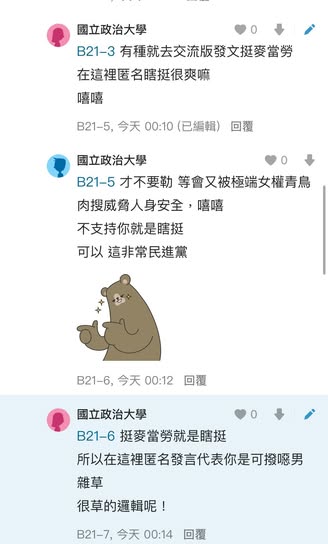 國立政治大學
0
B21-3 有種就去交流版發文挺麥當勞
在這裡匿名瞎挺很爽嘛
嘻嘻
B21-5, 今天 00:10 (已編輯) 回覆
國立政治大學
0
B21-5 才不要勒 等會又被極端女權青鳥
肉搜威脅人身安全，嘻嘻
不支持你就是瞎挺
可以 這非常民進黨
B21-6, 今天 00:12 回覆
國立政治大學
0
B21-6 挺麥當勞就是瞎挺
所以在這裡匿名發言代表你是可撥噁男
雜草
很草的邏輯呢！
B21-7, 今天 00:14 回覆